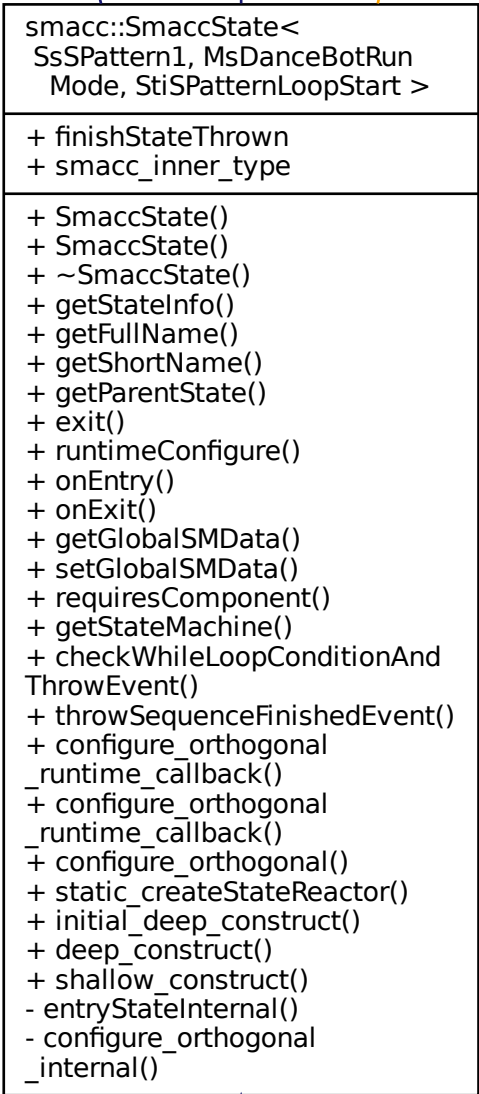 smacc::SmaccState<
SsSPattern1, MsDanceBotRun
Mode, StiSPatternLoopStart >
+ finishStateThrown
+ smacc_inner_type
+ SmaccState()
+ SmaccState()
+ ~SmaccState()
+ getStateInfo()
+ getFullName()
+ getShortName()
+ getParentState()
+ exit()
+ runtimeConfigure()
+ onEntry()
+ onExit()
+ getGlobalSMData()
+ setGlobalSMData()
+ requiresComponent()
+ getStateMachine()
+ checkWhileLoopConditionAnd
ThrowEvent()
+ throwSequenceFinishedEvent()
+ configure_orthogonal
_runtime_callback()
+ configure_orthogonal
_runtime_callback()
+ configure_orthogonal()
+ static_createStateReactor()
+ initial_deep_construct()
+ deep_construct()
+ shallow_construct()
- entryStateInternal()
- configure_orthogonal
_internal()